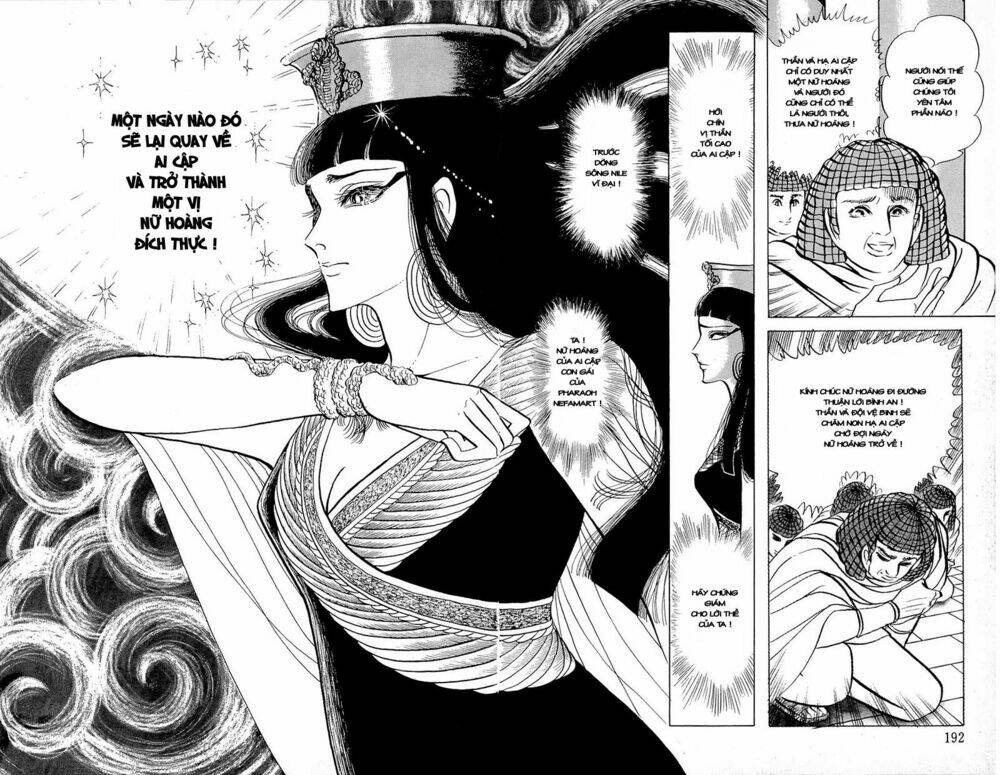 NGƯƠI NÓI THẾ
CŨNG GIÚP
CHÚNG TÔI
YÊN TÂM
PHẦN NÀO !
THẦN VÀ HẠ AI CẬP
CHỈ CÓ DUY NHẤT
MỘT NỮ HOÀNG
VÀ NGƯỜI ĐÓ
CŨNG CHỈ CÓ THỂ
LÀ NGƯỜI THÔI,
THƯA NỮ HOÀNG !
KÍNH CHÚC NỮ HOÀNG ĐI ĐƯỜNG
THUẬN LỢI BÌNH AN !
THẦN VÀ ĐỘI VỆ BINH SẼ
CHĂM NON HẠ AI CẬP
CHỜ ĐỢI NGÀY
NỮ HOÀNG TRỞ VỀ !
HỠI
CHÍN
VỊ THẦN
TỐI CAO
CỦA AI CẬP !
TRƯỚC
DÒNG
SÔNG NILE
VĨ ĐẠI !
TA !
NỮ HOÀNG
CỦA AI CẬP
CON GÁI
CỦA
PHARAOH
NEFAMART !
HÃY CHỨNG
GIÁM
CHO LỜI THỀ
CỦA TA !
MỘT NGÀY NÀO ĐÓ
SẼ LẠI QUAY VỀ
AI CẬP
VÀ TRỞ THÀNH
MỘT VỊ
NỮ HOÀNG
ĐÍCH THỰC !
192